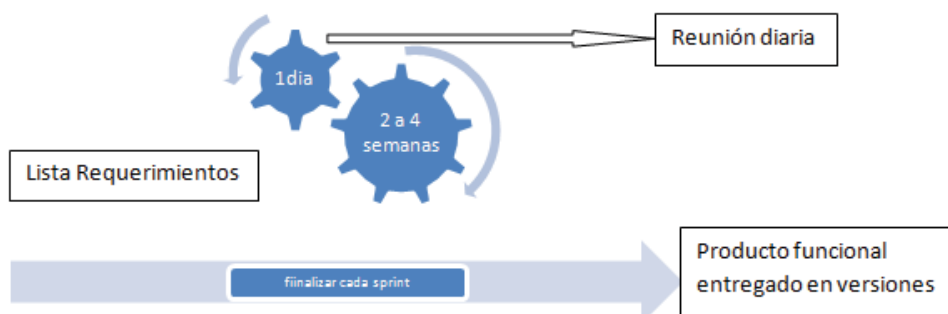 Reunión diaria
1dia
2 a 4
semanas
Lista Requerimientos
Producto funcional
entregado en versiones
fiinalizar cada sprint